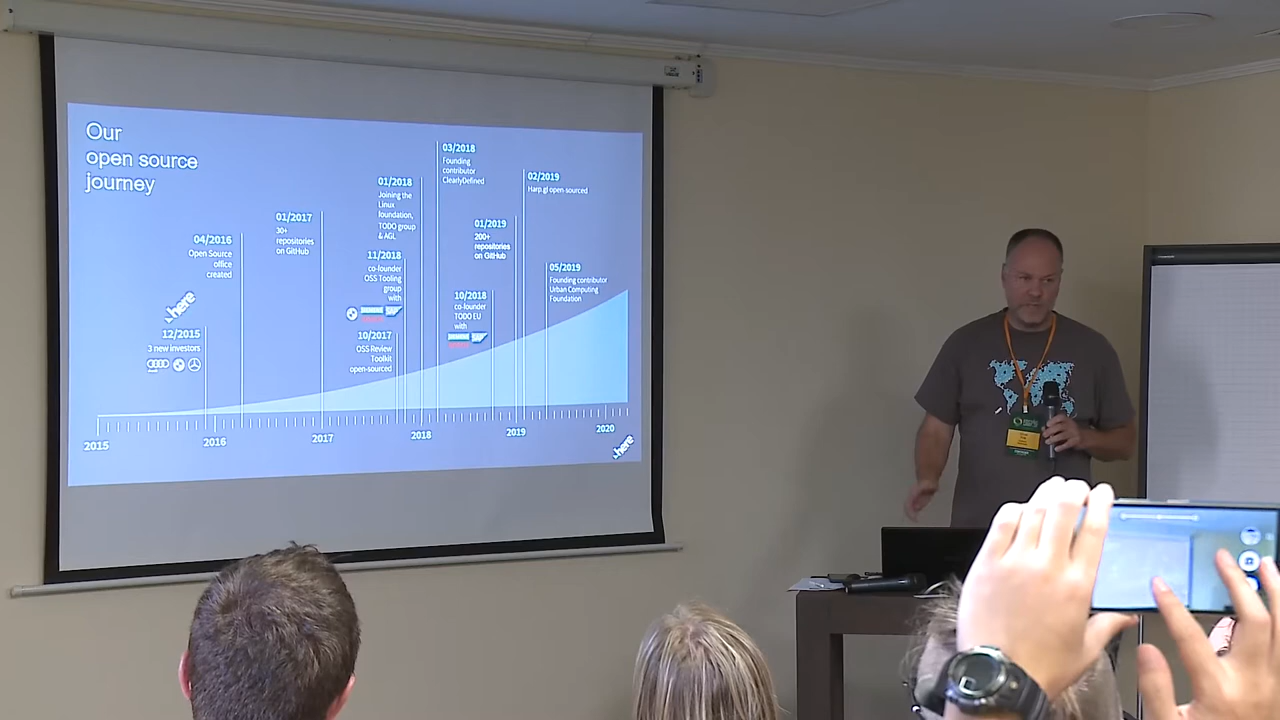 Our
open source
journey
03/2018
Founding
contributor
ClearlyDefined
02/2019
Harp.gl open-sourced
01/2018
Joining the
Linux
foundation,
TODO group
& AGL
01/2017
30+
repositories
on GitHub
01/2019
200+
repositories
on GitHub
04/2016
Open Source
office
created
11/2018
co-founder
OSS Tooling
group
with
SAP
05/2019
Founding contributor
Urban Computing
Foundation
here
10/2018
co-founder
TODO EU
with
SAP
12/2015
3 new investors
10/2017
OSS Review
Toolkit
open-sourced
2015
2016
2017
2018
2019
2020
here